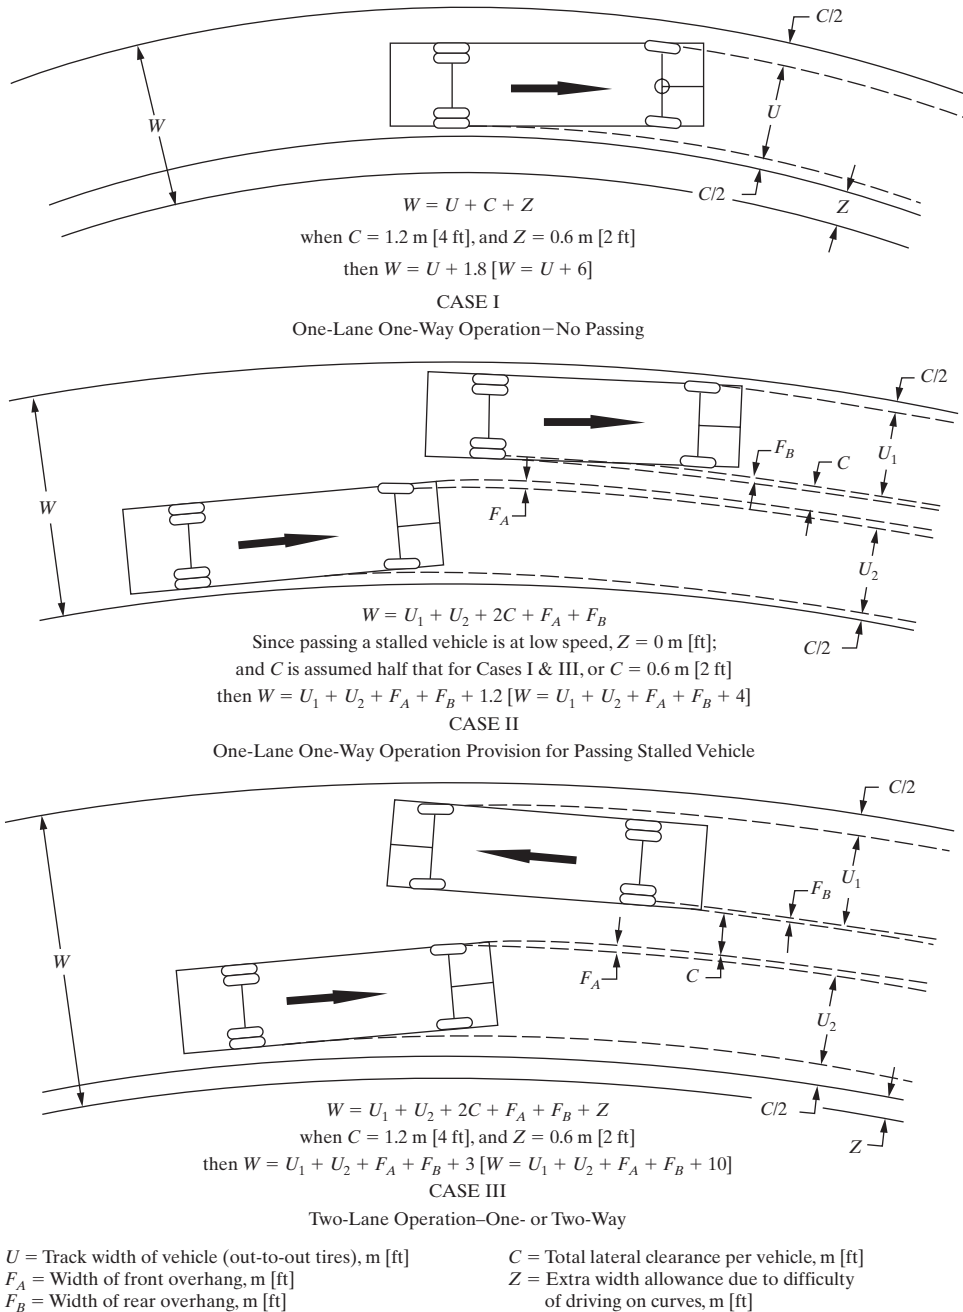 C/2
W
U
C/2
Z
W = U + C + Z
when C = 1.2 m [4 ft], and Z = 0.6 m [2 ft]
then W = U + 1.8 [W = U + 6]
CASE I
One-Lane One-Way Operation−No Passing
C/2
W
F_B
C
U_1
F_A
U_2
W = U_1 + U_2 + 2C + F_A + F_B
Since passing a stalled vehicle is at low speed, Z = 0 m [ft];
C/2
and C is assumed half that for Cases I & III, or C = 0.6 m [2 ft]
then W = U_1 + U_2 + F_A + F_B + 1.2 [W = U_1 + U_2 + F_A + F_B + 4]
CASE II
One-Lane One-Way Operation Provision for Passing Stalled Vehicle
C/2
U_1
F_B
W
F_A
C
U_2
W = U_1 + U_2 + 2C + F_A + F_B + Z
C/2
when C = 1.2 m [4 ft], and Z = 0.6 m [2 ft]
Z
then W = U_1 + U_2 + F_A + F_B + 3 [W = U_1 + U_2 + F_A + F_B + 10]
CASE III
Two-Lane Operation–One- or Two-Way
U = Track width of vehicle (out-to-out tires), m [ft]
F_A = Width of front overhang, m [ft]
F_B = Width of rear overhang, m [ft]
C = Total lateral clearance per vehicle, m [ft]
Z = Extra width allowance due to difficulty
of driving on curves, m [ft]